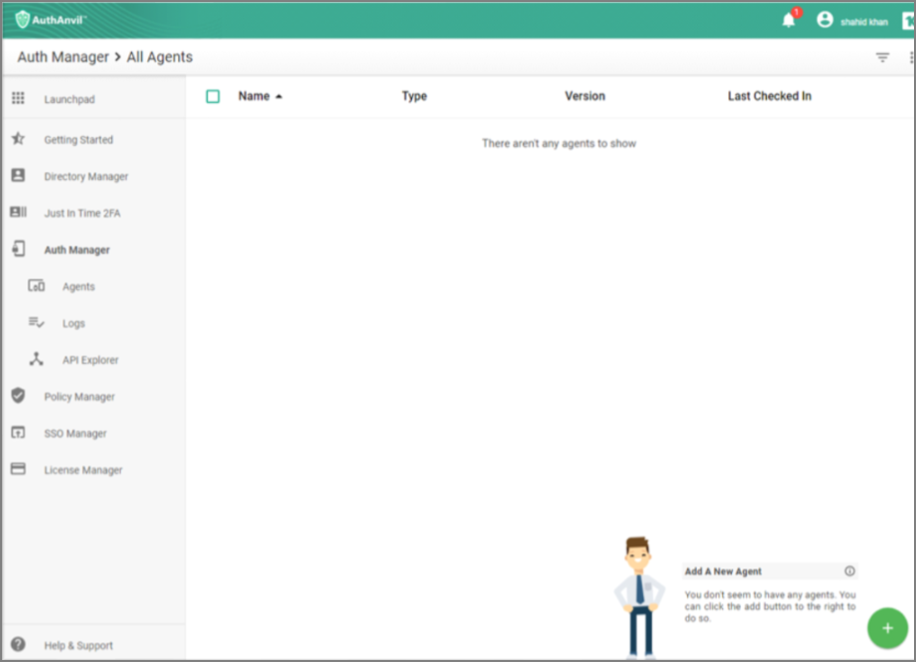 AuthAnvil
1
shahid khan
Auth Manager > All Agents
Launchpad
Name
Type
Version
Last Checked In
Getting Started
There aren't any agents to show
Directory Manager
Just In Time 2FA
Auth Manager
Agents
Logs
API Explorer
Policy Manager
SSO Manager
License Manager
Add A New Agent
You don't seem to have any agents. You
can click the add button to the right to
do so.
+
Help & Support